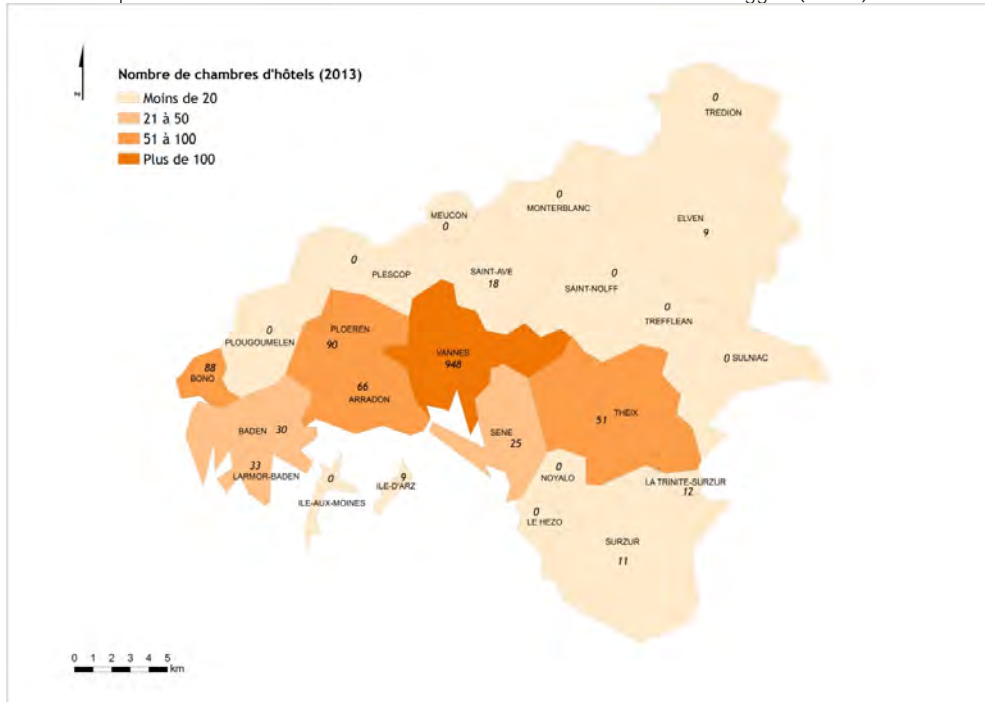 N
Nombre de chambres d'hôtels (2013)
Moins de 20
21 à 50
51 à 100
Plus de 100
0
TREDION
0
MONTERBLANC
MEUCON
0
ELVEN
9
0
PLESCOP
SAINT-AVE
18
0
SAINT-NOLFF
0
TREFFLEAN
0
PLOUGOUMELEN
PLOEREN
90
VANNES
948
0 SULNIAC
88
BONO
66
ARRADON
51 THEIX
BADEN 30
SENE
25
33
LARMOR-BADEN
0
ILE-AUX-MOINES
9
ILE-D'ARZ
0
NOYALO
LA TRINITE-SURZUR
12
0
LE HEZO
SURZUR
11
0 1 2 3 4 5
km